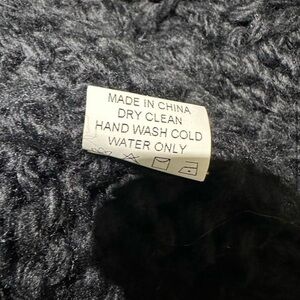 MADE IN CHINA
DRY CLEAN
HAND WASH COLD
WATER ONLY